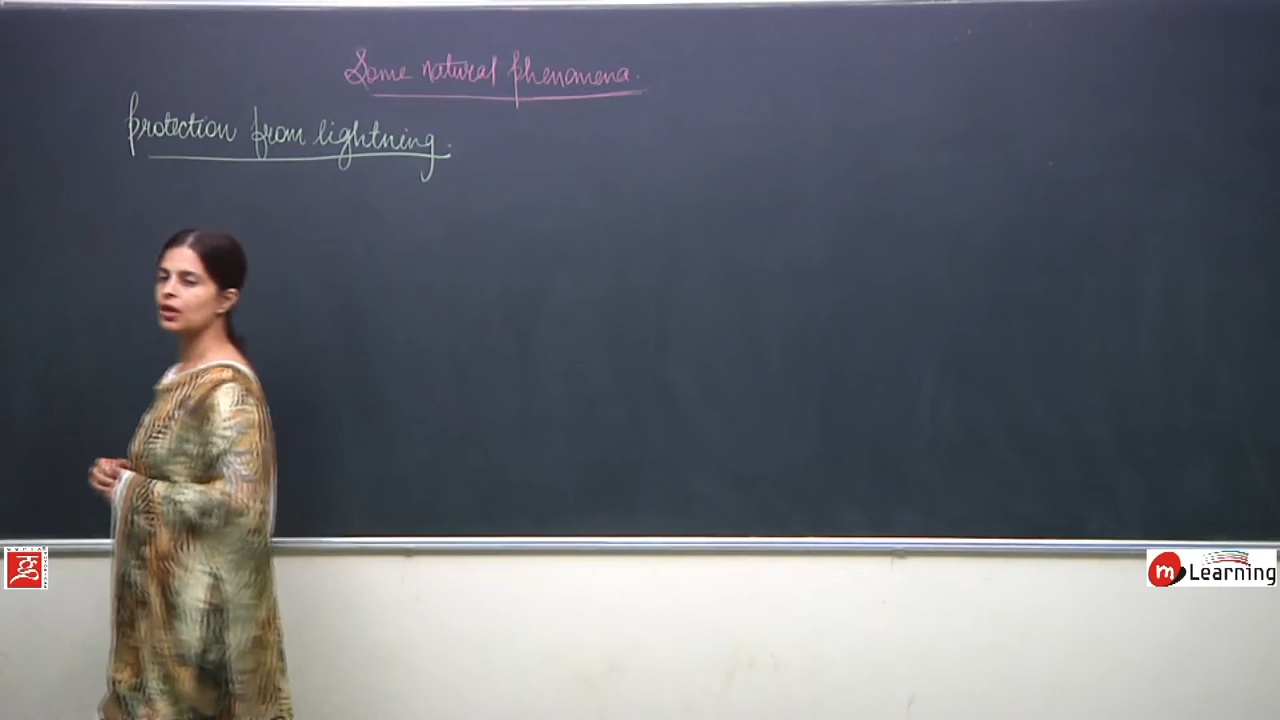 Some natural phenomena.
protection from lightning.
m Learning